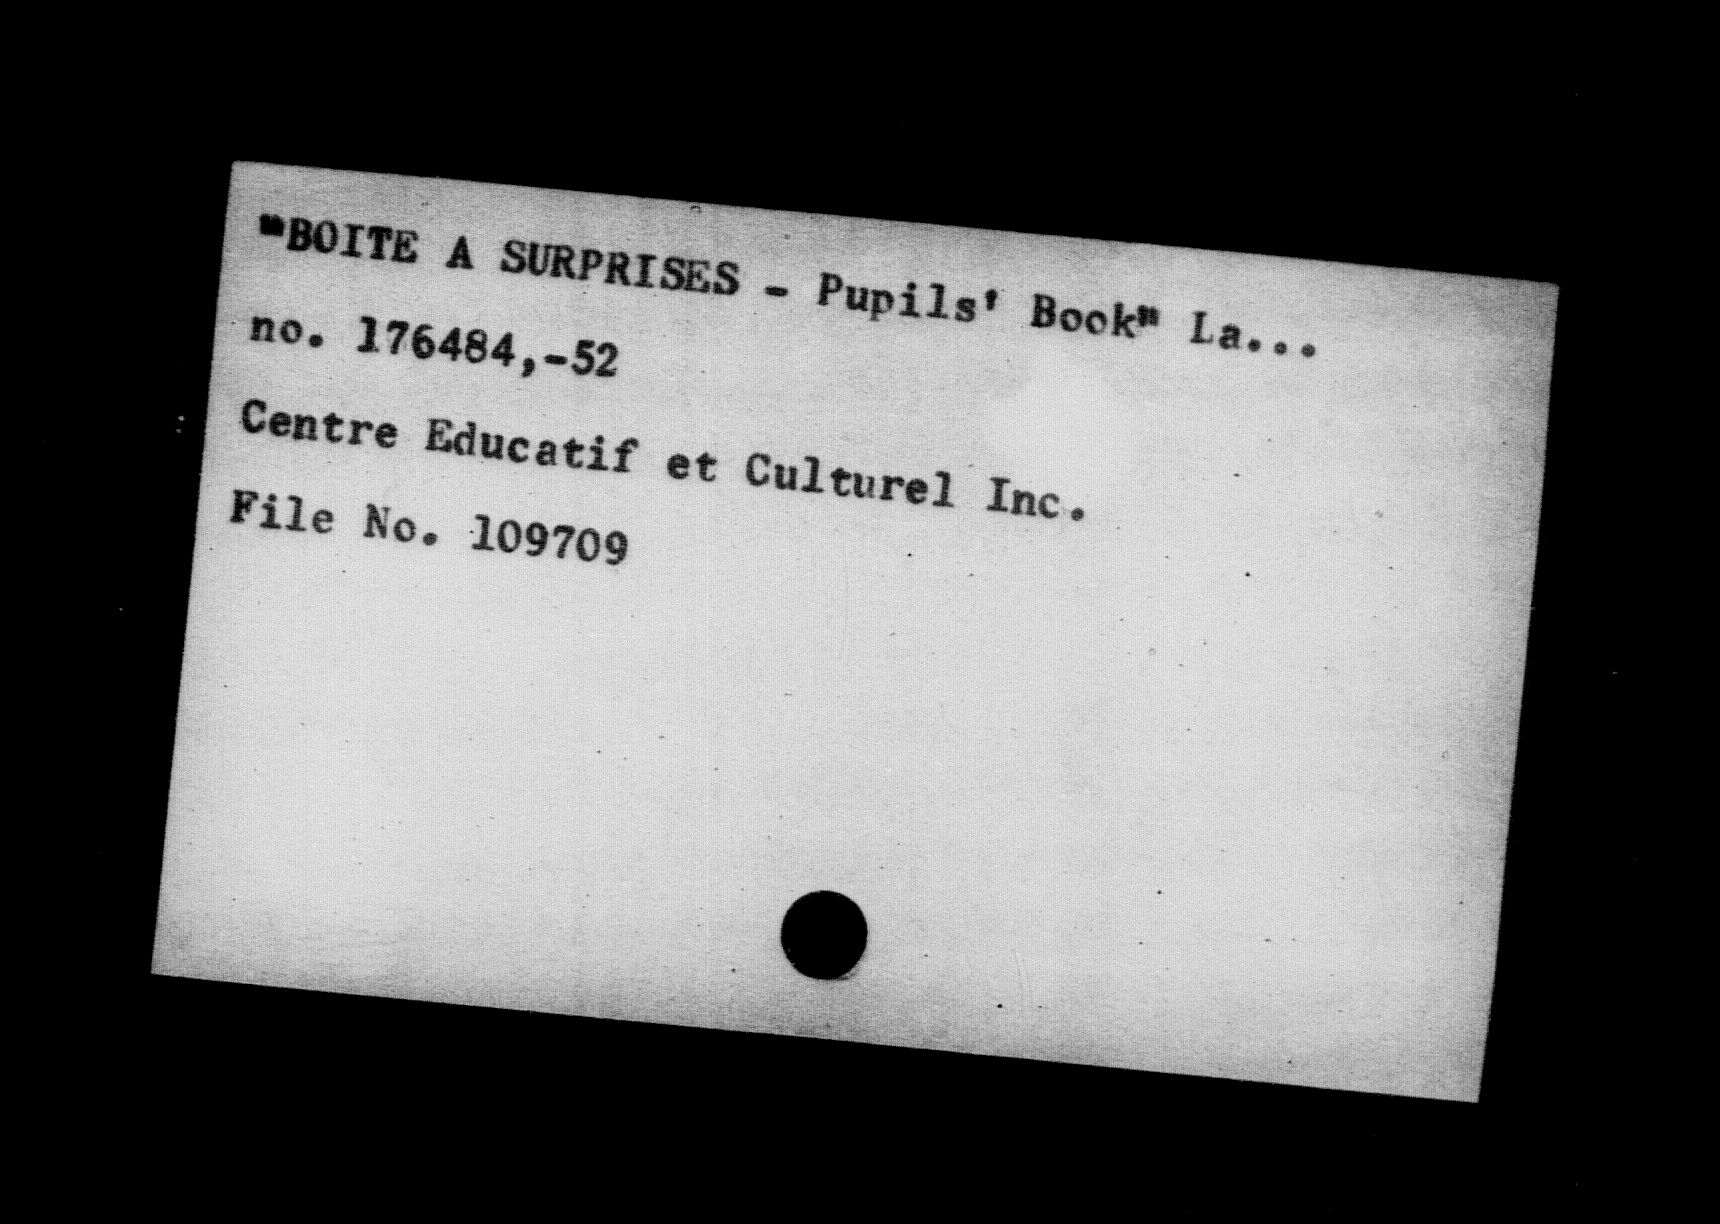 "BOITE A SURPRISES - Pupils' Book" La...
no. 176484,-52
Centre Educatif et Culturel Inc.
File No. 109709